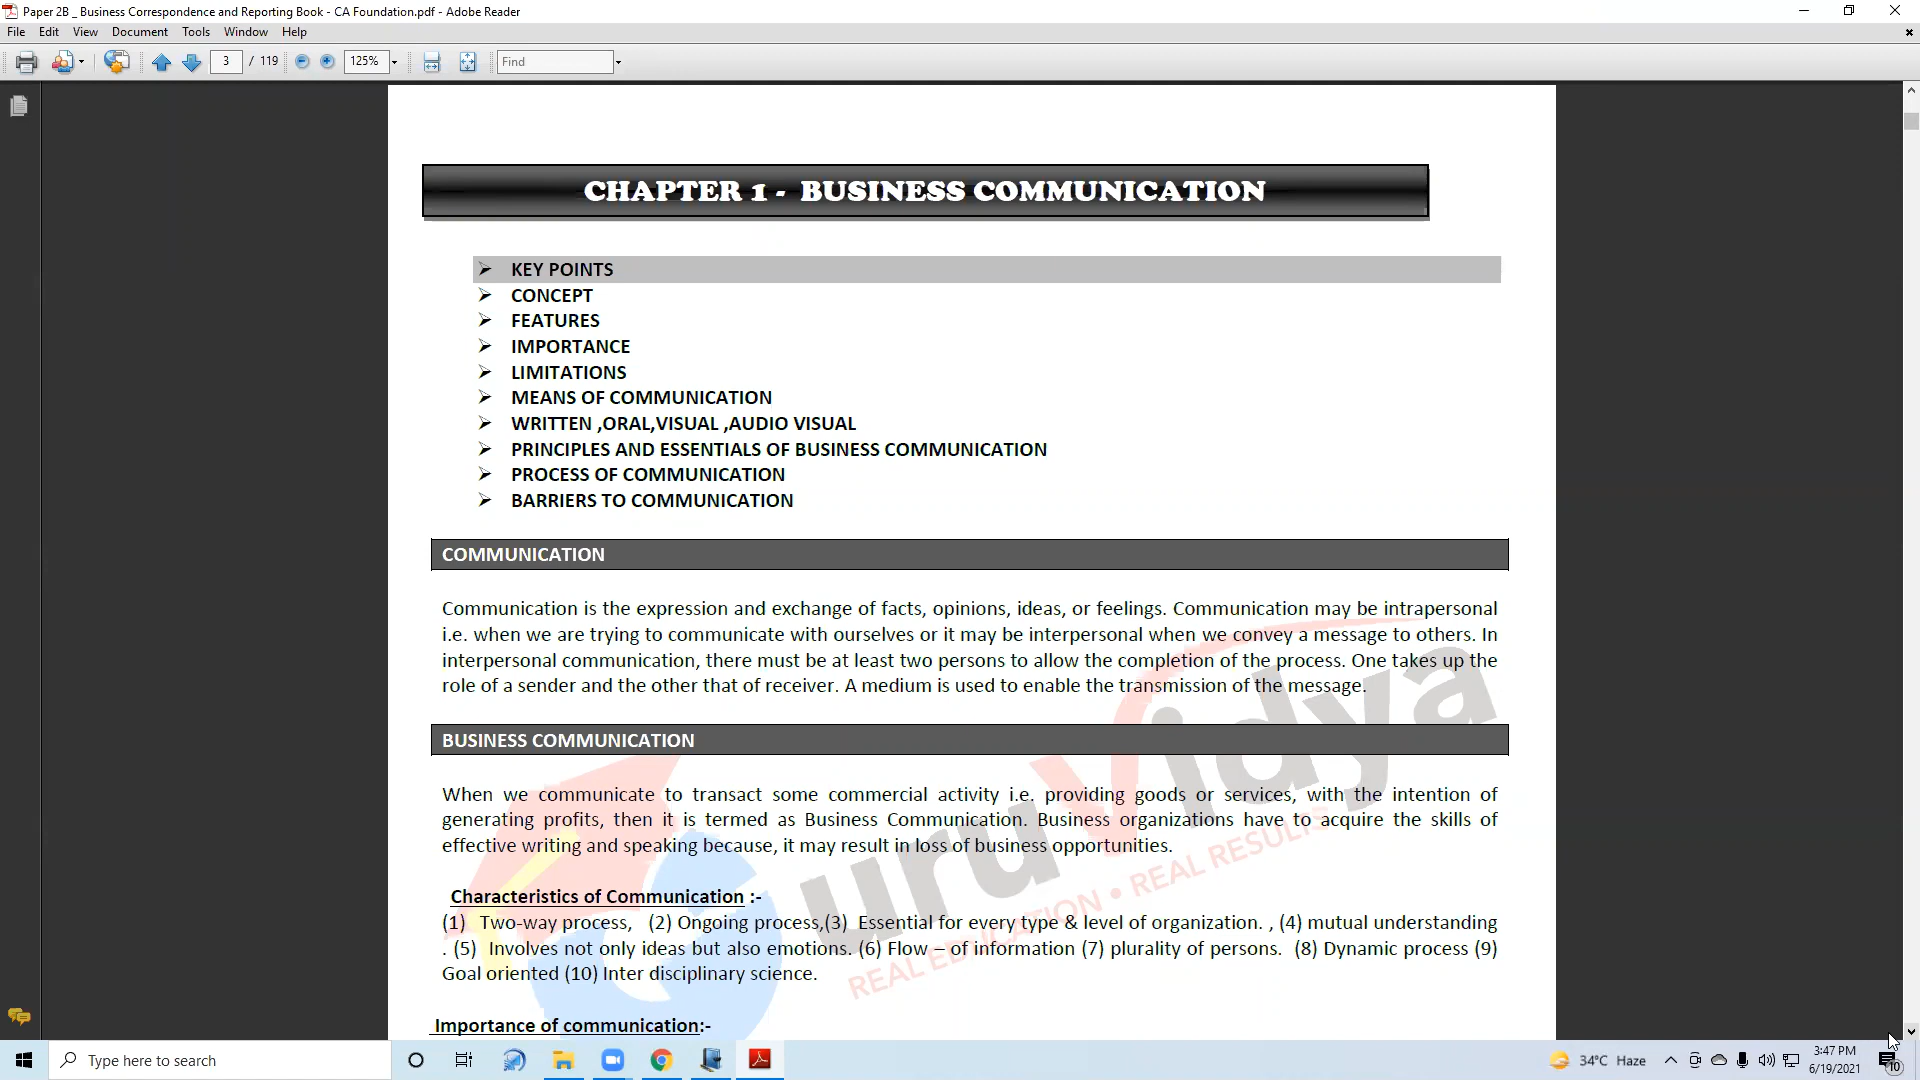 Paper 2B _ Business Correspondence and Reporting Book - CA Foundation.pdf - Adobe Reader
File Edit View Document Tools Window Help
3 / 119 125% Find
CHAPTER 1 - BUSINESS COMMUNICATION
➢ KEY POINTS
➢ CONCEPT
➢ FEATURES
➢ IMPORTANCE
➢ LIMITATIONS
➢ MEANS OF COMMUNICATION
➢ WRITTEN ,ORAL,VISUAL ,AUDIO VISUAL
➢ PRINCIPLES AND ESSENTIALS OF BUSINESS COMMUNICATION
➢ PROCESS OF COMMUNICATION
➢ BARRIERS TO COMMUNICATION
COMMUNICATION
Communication is the expression and exchange of facts, opinions, ideas, or feelings. Communication may be intrapersonal
i.e. when we are trying to communicate with ourselves or it may be interpersonal when we convey a message to others. In
interpersonal communication, there must be at least two persons to allow the completion of the process. One takes up the
role of a sender and the other that of receiver. A medium is used to enable the transmission of the message.
BUSINESS COMMUNICATION
When we communicate to transact some commercial activity i.e. providing goods or services, with the intention of
generating profits, then it is termed as Business Communication. Business organizations have to acquire the skills of
effective writing and speaking because, it may result in loss of business opportunities.
Characteristics of Communication :-
(1) Two-way process, (2) Ongoing process,(3) Essential for every type & level of organization. , (4) mutual understanding
. (5) Involves not only ideas but also emotions. (6) Flow – of information (7) plurality of persons. (8) Dynamic process (9)
Goal oriented (10) Inter disciplinary science.
Importance of communication:-
GuruVidya
REAL EDUCATION • REAL RESULTS
Type here to search
34°C Haze
3:47 PM
6/19/2021
10